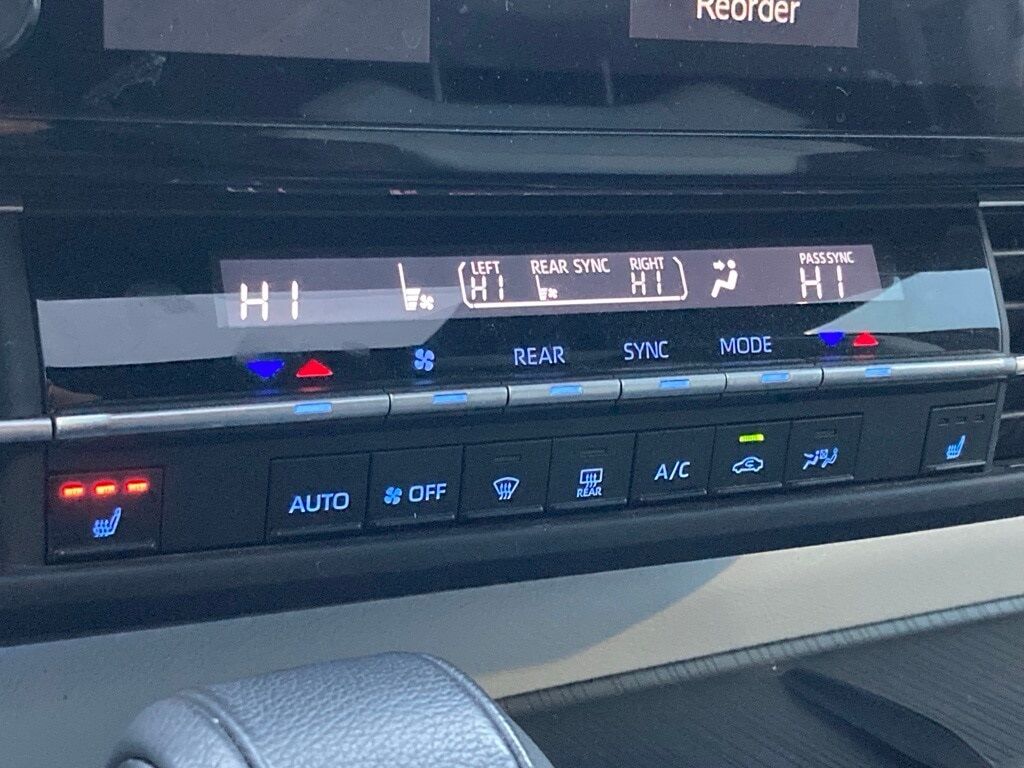 Reorder
HI LEFT HI REAR SYNC RIGHT HI PASS SYNC HI
REAR SYNC MODE
AUTO OFF REAR A/C